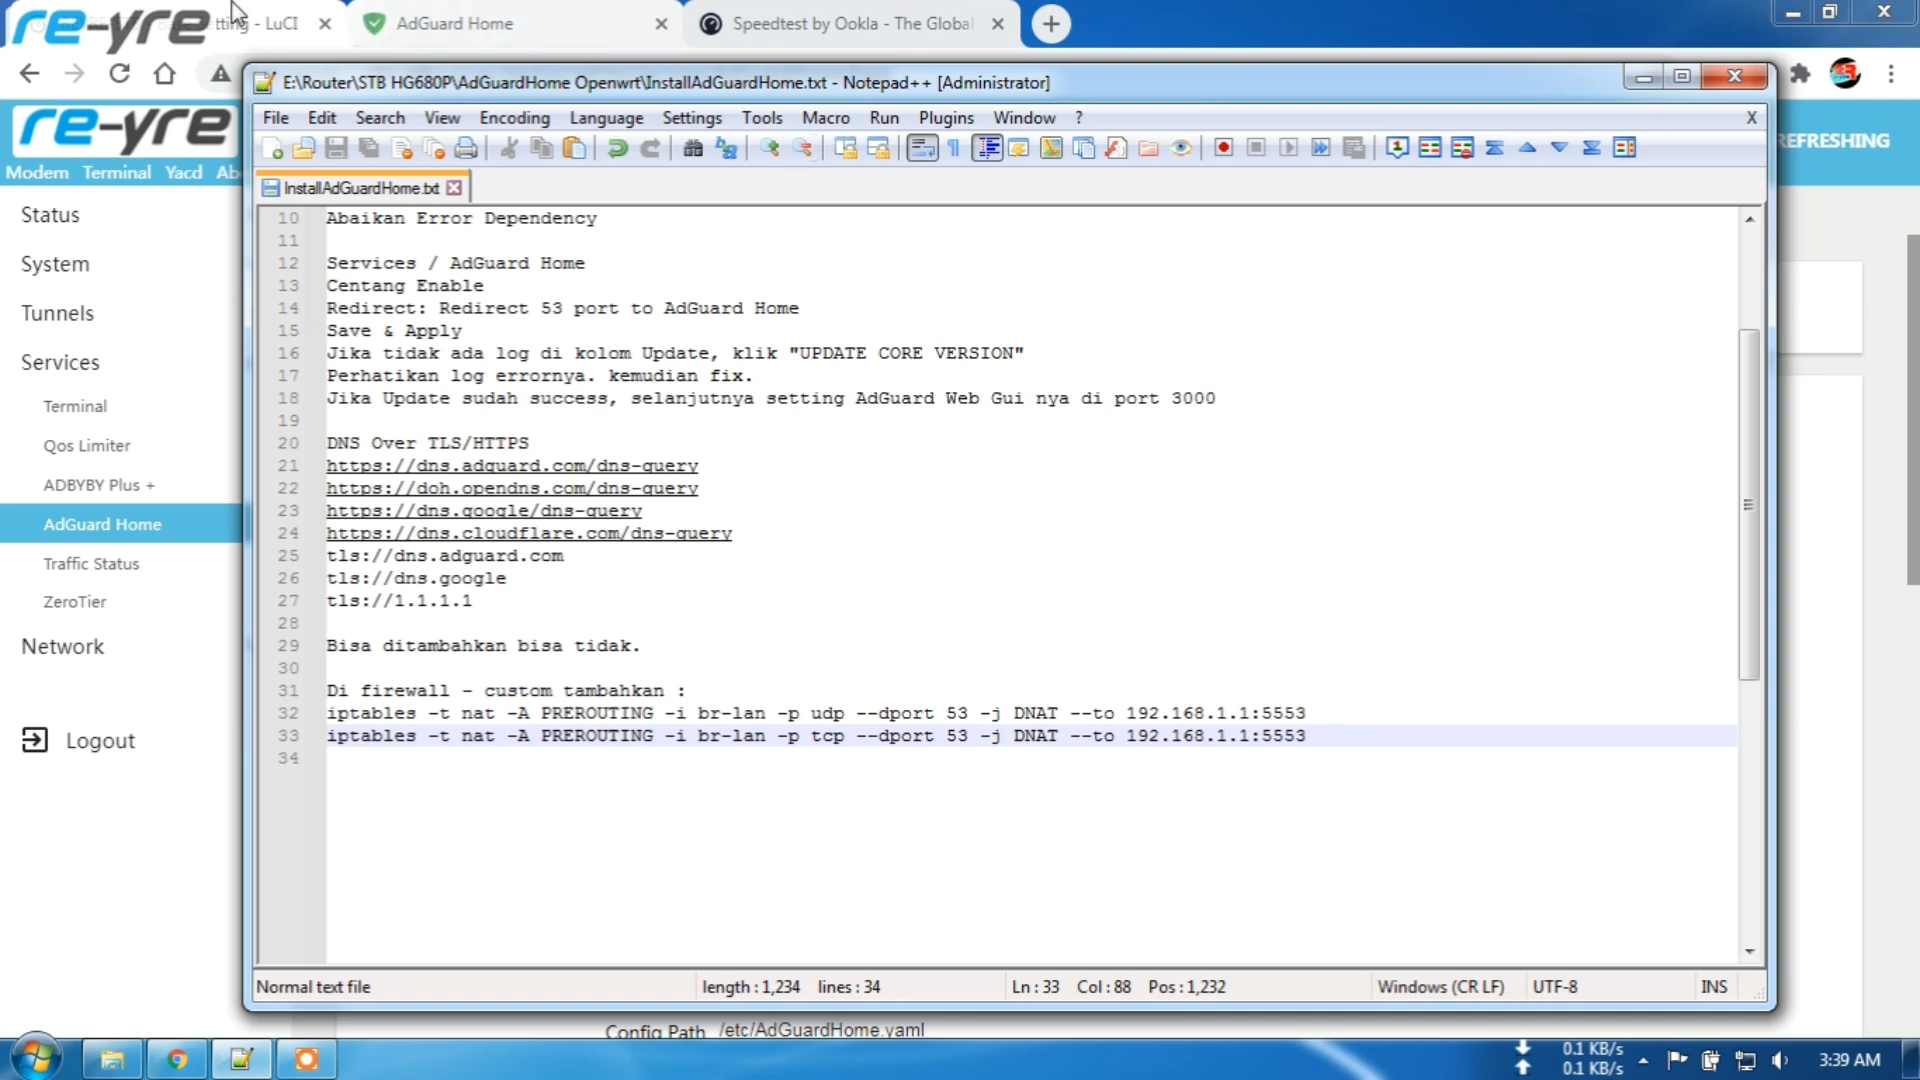 re-yre
tting - LuCI
AdGuard Home
Speedtest by Ookla - The Global
E:\Router\STB HG680P\AdGuardHome Openwrt\InstallAdGuardHome.txt - Notepad++ [Administrator]
File Edit Search View Encoding Language Settings Tools Macro Run Plugins Window ?
X
re-yre
REFRESHING
Modem Terminal Yacd Ab
InstallAdGuardHome.txt
Status
System
Tunnels
Services
Terminal
Qos Limiter
ADBYBY Plus +
AdGuard Home
Traffic Status
ZeroTier
Network
Logout
10 Abaikan Error Dependency
11
12 Services / AdGuard Home
13 Centang Enable
14 Redirect: Redirect 53 port to AdGuard Home
15 Save & Apply
16 Jika tidak ada log di kolom Update, klik "UPDATE CORE VERSION"
17 Perhatikan log errornya. kemudian fix.
18 Jika Update sudah success, selanjutnya setting AdGuard Web Gui nya di port 3000
19
20 DNS Over TLS/HTTPS
21 https://dns.adguard.com/dns-query
22 https://doh.opendns.com/dns-query
23 https://dns.google/dns-query
24 https://dns.cloudflare.com/dns-query
25 tls://dns.adguard.com
26 tls://dns.google
27 tls://1.1.1.1
28
29 Bisa ditambahkan bisa tidak.
30
31 Di firewall - custom tambahkan :
32 iptables -t nat -A PREROUTING -i br-lan -p udp --dport 53 -j DNAT --to 192.168.1.1:5553
33 iptables -t nat -A PREROUTING -i br-lan -p tcp --dport 53 -j DNAT --to 192.168.1.1:5553
34
Normal text file length : 1,234 lines : 34 Ln : 33 Col : 88 Pos : 1,232 Windows (CR LF) UTF-8 INS
Config Path /etc/AdGuardHome.yaml
0.1 KB/s
0.1 KB/s
3:39 AM